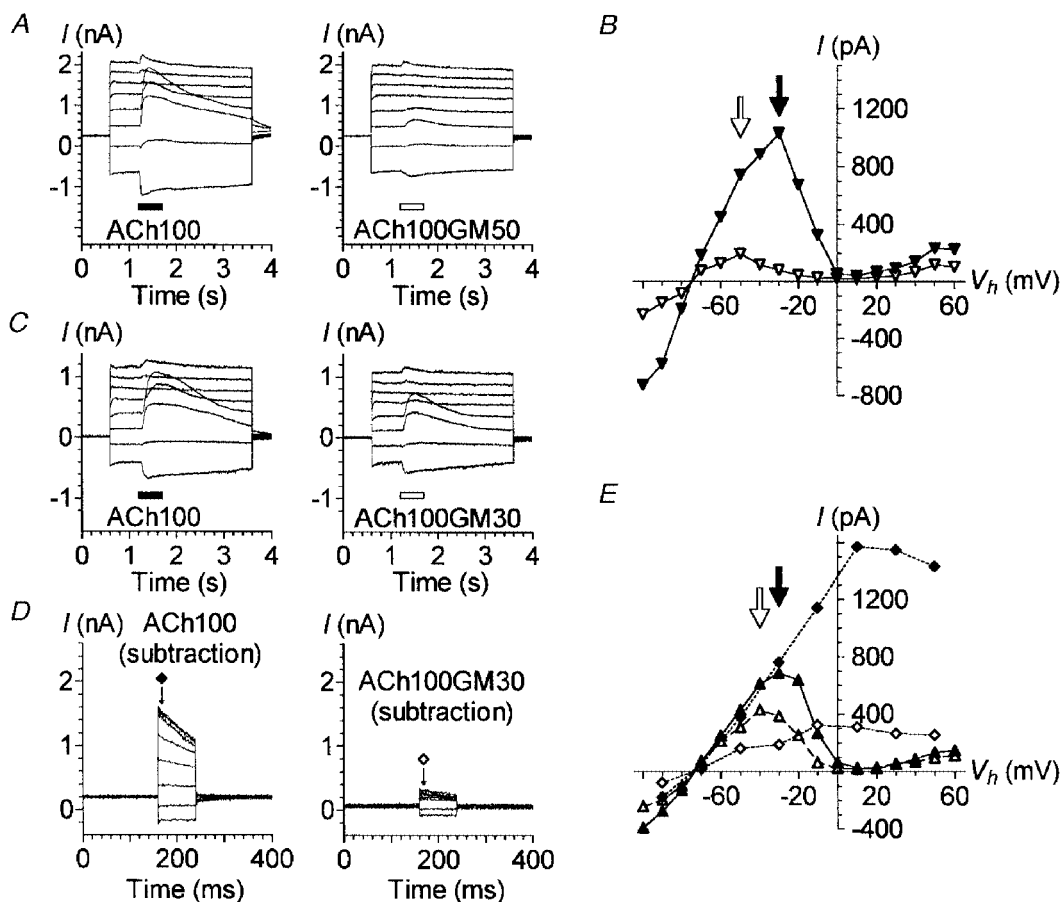 A
I (nA)
2
1
0
-1
ACh100
0 1 2 3 4
Time (s)
I (nA)
2
1
0
-1
ACh100GM50
0 1 2 3 4
Time (s)
B
I (pA)
1200
800
400
Vh (mV)
-60 -20 20 60
-400
-800
C
I (nA)
1
0
-1
ACh100
0 1 2 3 4
Time (s)
I (nA)
1
0
-1
ACh100GM30
0 1 2 3 4
Time (s)
D
I (nA)
ACh100
(subtraction)
2
1
0
0 200 400
Time (ms)
I (nA)
ACh100GM30
(subtraction)
2
1
0
0 200 400
Time (ms)
E
I (pA)
1200
800
400
Vh (mV)
-60 -20 20 60
-400